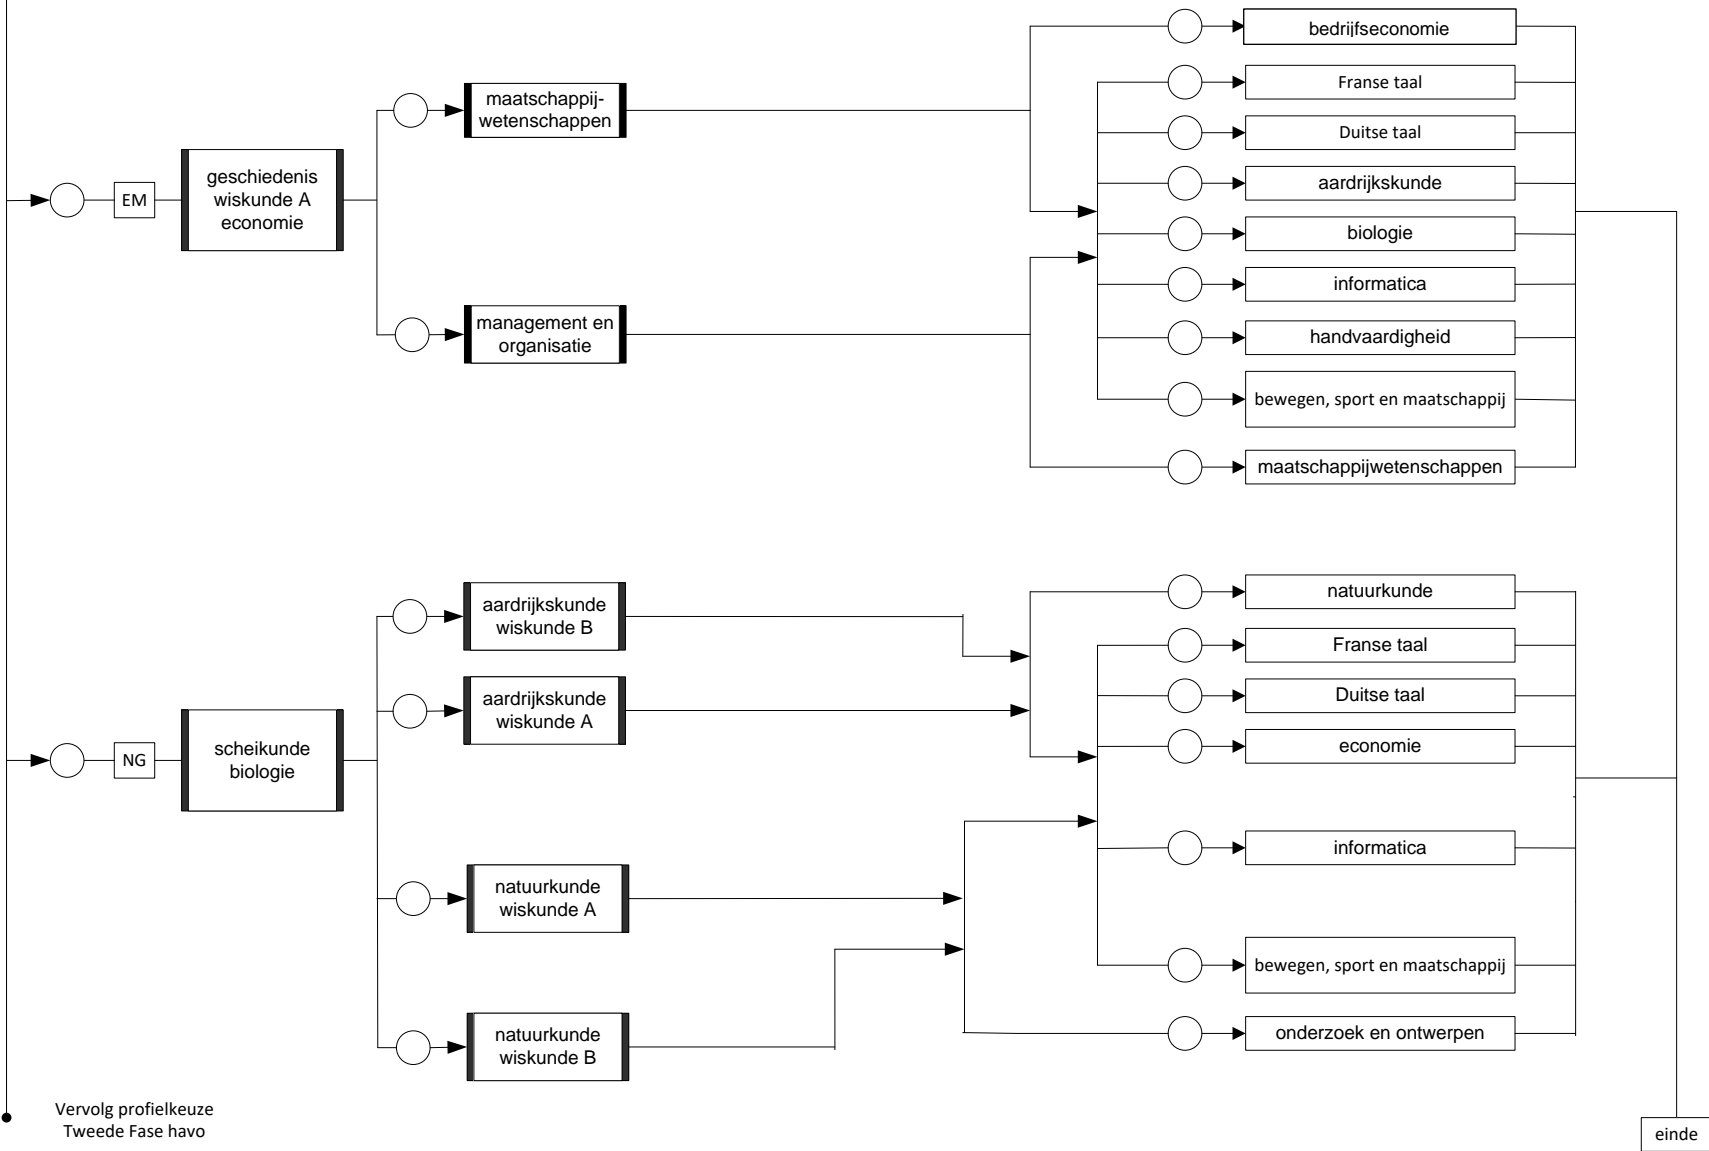 bedrijfseconomie
Franse taal
Duitse taal
aardrijkskunde
biologie
informatica
handvaardigheid
bewegen, sport en maatschappij
maatschappijwetenschappen
maatschappij-
wetenschappen
EM
geschiedenis
wiskunde A
economie
management en
organisatie
natuurkunde
Franse taal
Duitse taal
economie
informatica
bewegen, sport en maatschappij
onderzoek en ontwerpen
aardrijkskunde
wiskunde B
aardrijkskunde
wiskunde A
NG
scheikunde
biologie
natuurkunde
wiskunde A
natuurkunde
wiskunde B
Vervolg profielkeuze
Tweede Fase havo
einde